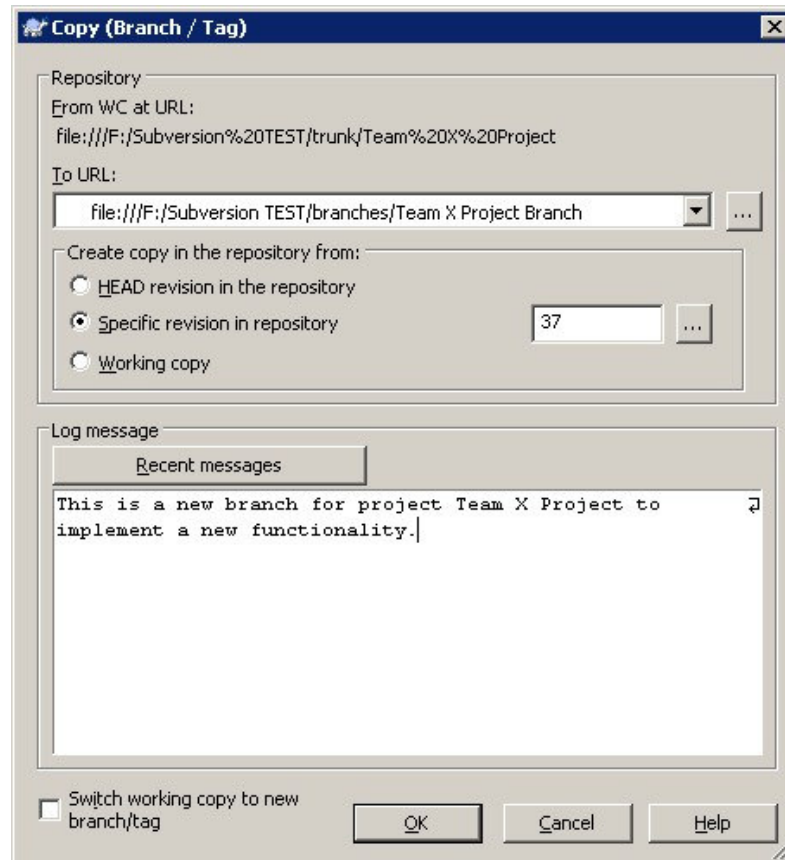 Copy (Branch / Tag)
Repository
From WC at URL:
file:///F:/Subversion%20TEST/trunk/Team%20X%20Project
To URL:
file:///F:/Subversion TEST/branches/Team X Project Branch
...
Create copy in the repository from:
HEAD revision in the repository
Specific revision in repository
37
...
Working copy
Log message
Recent messages
This is a new branch for project Team X Project to
implement a new functionality.
Switch working copy to new
branch/tag
OK
Cancel
Help